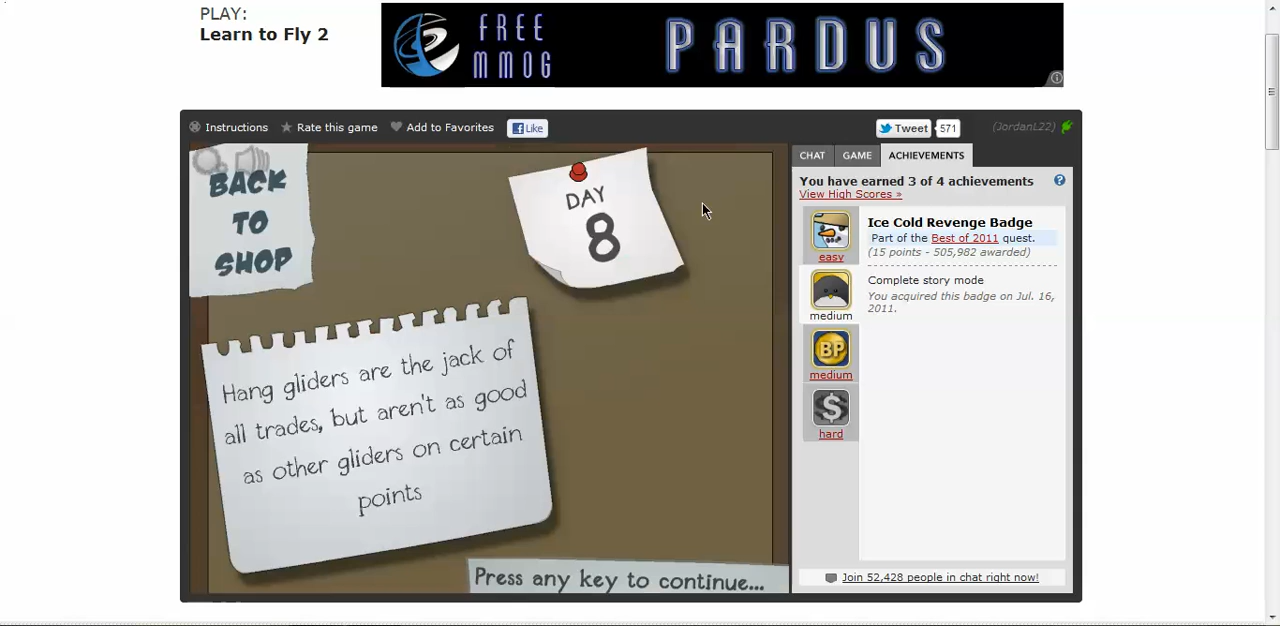 PLAY:
Learn to Fly 2
FREE
MMOG
PARDUS
Instructions
Rate this game
Add to Favorites
Like
Tweet
571
(JordanL22)
BACK
TO
SHOP
DAY
8
Hang gliders are the jack of
all trades, but aren't as good
as other gliders on certain
points
Press any key to continue...
CHAT
GAME
ACHIEVEMENTS
You have earned 3 of 4 achievements
View High Scores »
easy
medium
BP
medium
$
hard
Ice Cold Revenge Badge
Part of the Best of 2011 quest.
(15 points - 505,982 awarded)
Complete story mode
You acquired this badge on Jul. 16,
2011.
Join 52,428 people in chat right now!